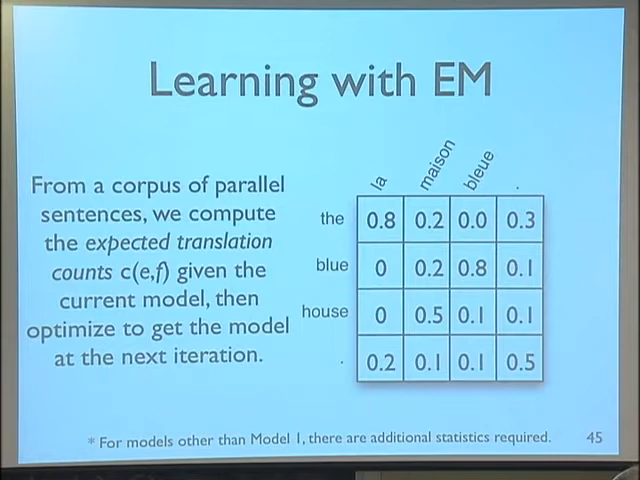 Learning with EM
From a corpus of parallel
sentences, we compute
the expected translation
counts c(e,f) given the
current model, then
optimize to get the model
at the next iteration.
la maison bleue .
the 0.8 0.2 0.0 0.3
blue 0 0.2 0.8 0.1
house 0 0.5 0.1 0.1
. 0.2 0.1 0.1 0.5
* For models other than Model 1, there are additional statistics required. 45